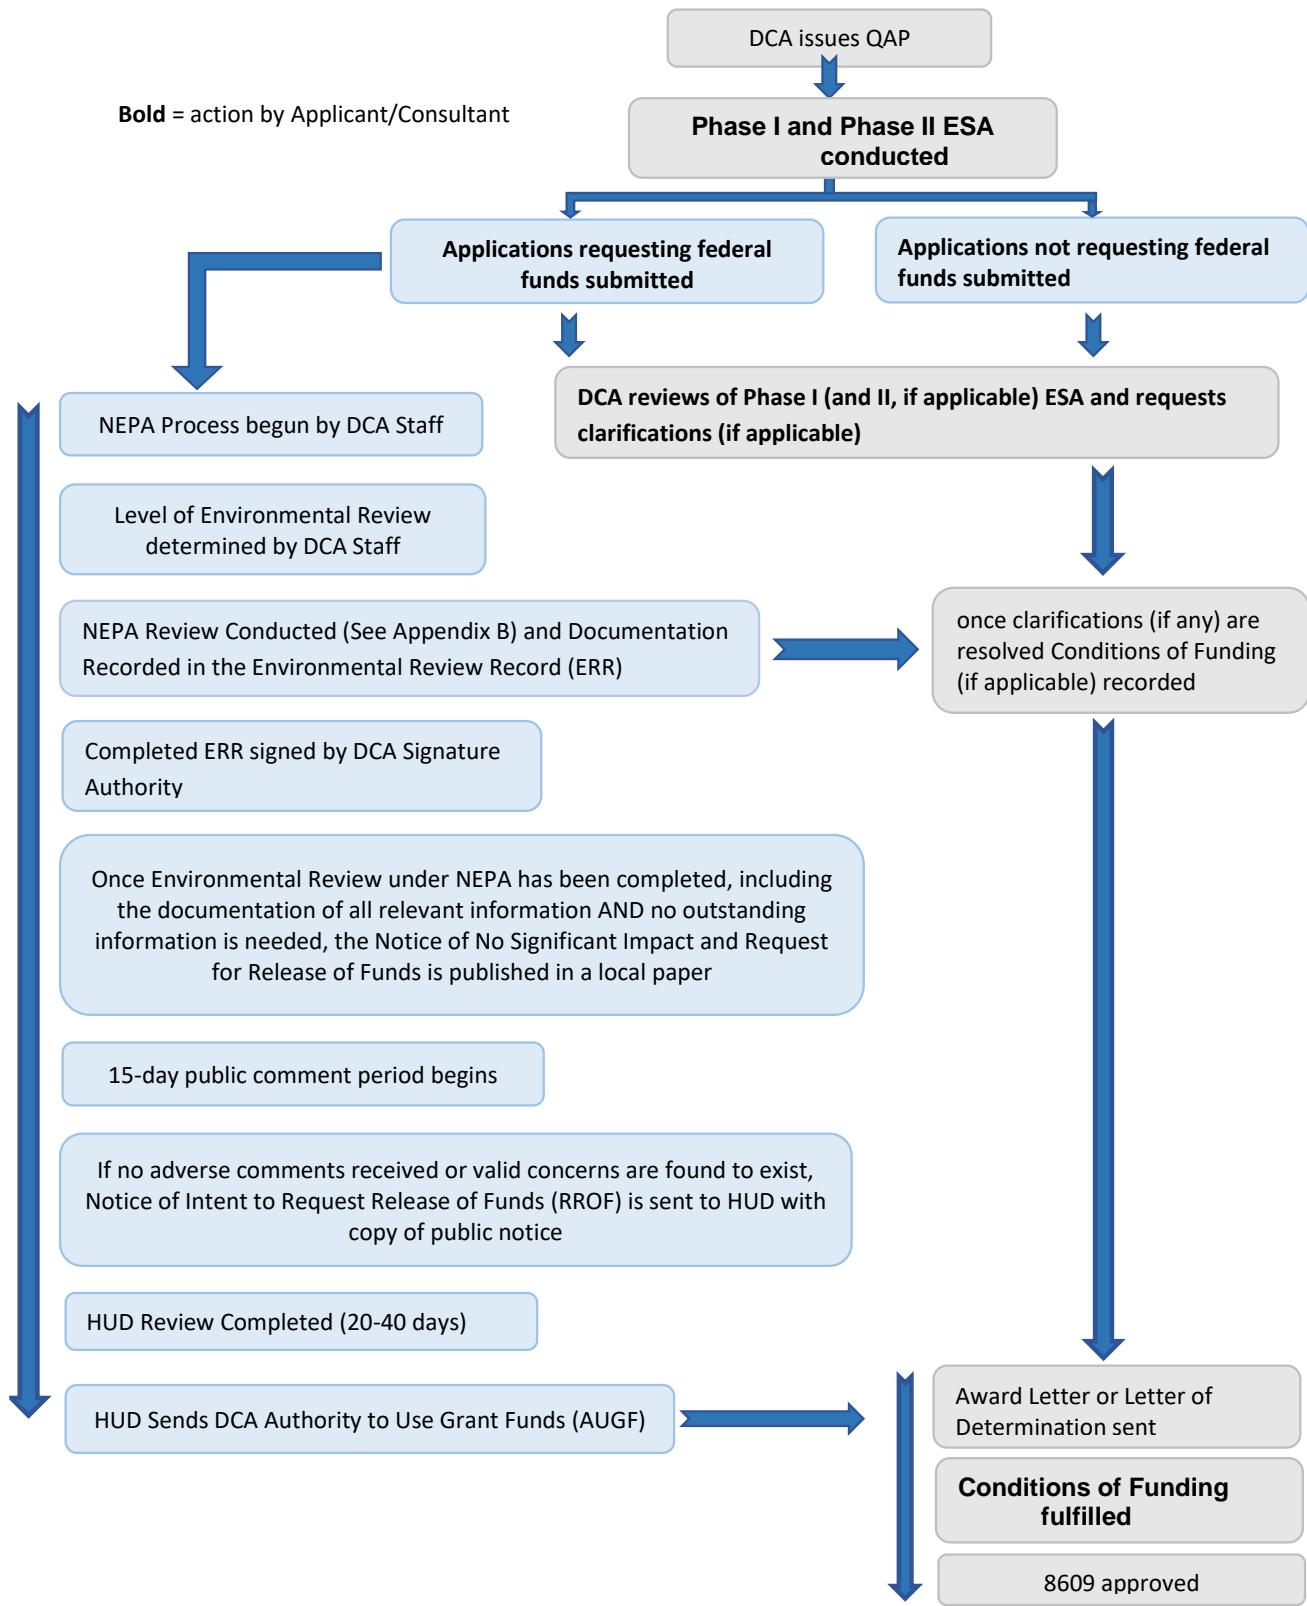 DCA issues QAP
Bold = action by Applicant/Consultant
Phase I and Phase II ESA
conducted
Applications requesting federal
funds submitted
Applications not requesting federal
funds submitted
NEPA Process begun by DCA Staff
DCA reviews of Phase I (and II, if applicable) ESA and requests
clarifications (if applicable)
Level of Environmental Review
determined by DCA Staff
NEPA Review Conducted (See Appendix B) and Documentation
Recorded in the Environmental Review Record (ERR)
once clarifications (if any) are
resolved Conditions of Funding
(if applicable) recorded
Completed ERR signed by DCA Signature
Authority
Once Environmental Review under NEPA has been completed, including
the documentation of all relevant information AND no outstanding
information is needed, the Notice of No Significant Impact and Request
for Release of Funds is published in a local paper
15-day public comment period begins
If no adverse comments received or valid concerns are found to exist,
Notice of Intent to Request Release of Funds (RROF) is sent to HUD with
copy of public notice
HUD Review Completed (20-40 days)
HUD Sends DCA Authority to Use Grant Funds (AUGF)
Award Letter or Letter of
Determination sent
Conditions of Funding
fulfilled
8609 approved